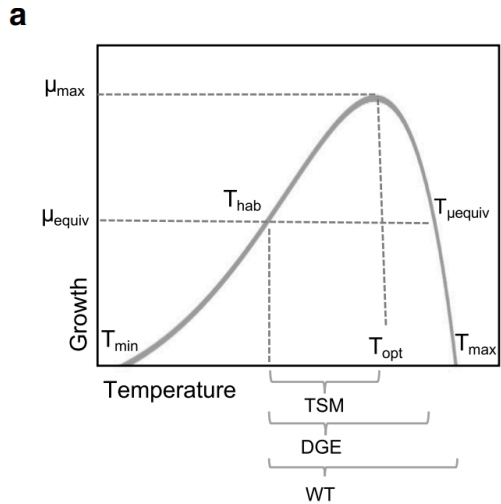 a
μmax
Thab
μequiv
Tμequiv
Growth
Tmin
Topt
Tmax
Temperature
TSM
DGE
WT